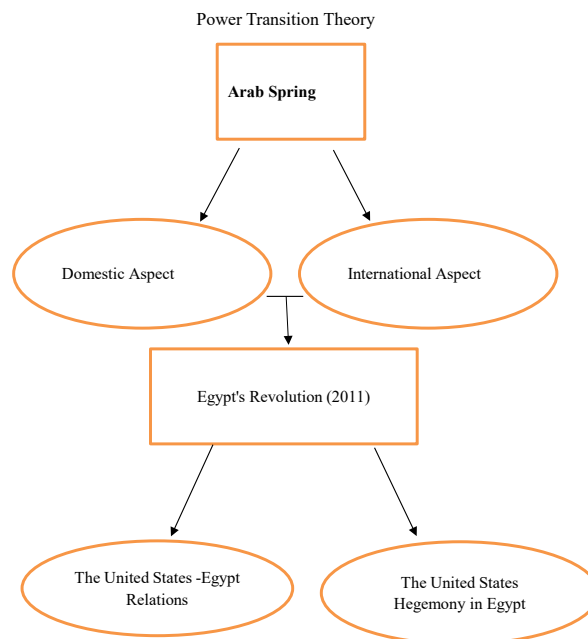 Power Transition Theory
Arab Spring
Domestic Aspect
International Aspect
Egypt's Revolution (2011)
The United States -Egypt
Relations
The United States
Hegemony in Egypt